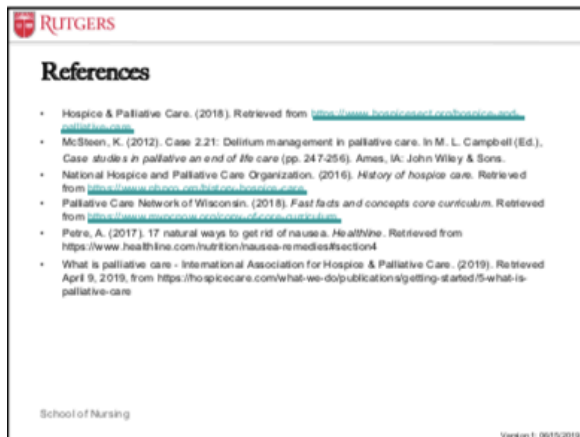 RUTGERS
References
• Hospice & Palliative Care. (2018). Retrieved from https://www.hospicesect.org/hospice-and-
palliative-care
• McSteen, K. (2012). Case 2.21: Delirium management in palliative care. In M. L. Campbell (Ed.),
Case studies in palliative an end of life care (pp. 247-256). Ames, IA: John Wiley & Sons.
• National Hospice and Palliative Care Organization. (2016). History of hospice care. Retrieved
from https://www.nhpco.org/history-hospice-care
• Palliative Care Network of Wisconsin. (2018). Fast facts and concepts core curriculum. Retrieved
from https://www.mypcnow.org/copy-of-core-curriculum
• Petre, A. (2017). 17 natural ways to get rid of nausea. Healthline. Retrieved from
https://www.healthline.com/nutrition/nausea-remedies#section4
• What is palliative care - International Association for Hospice & Palliative Care. (2019). Retrieved
April 9, 2019, from https://hospicecare.com/what-we-do/publications/getting-started/5-what-is-
palliative-care
School of Nursing
Version 1: 06/15/2019